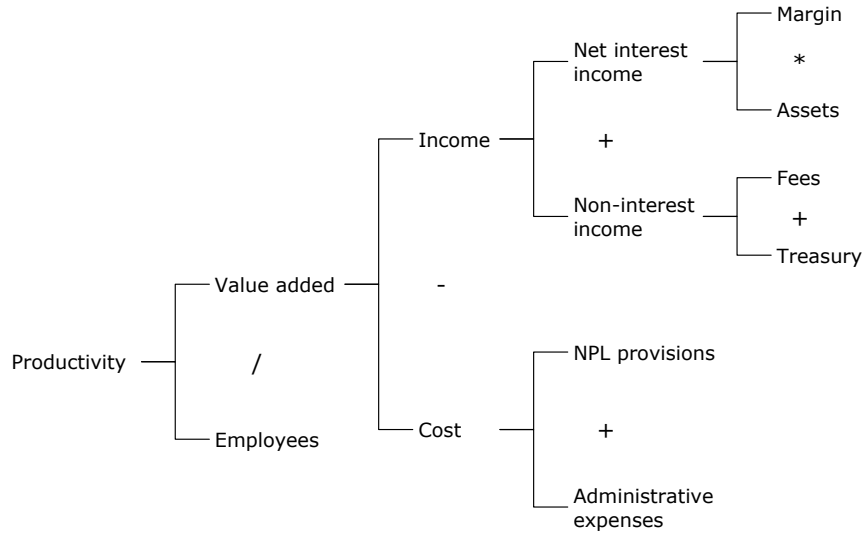 Margin
Net interest
income
*
Assets
Income
+
Fees
Non-interest
income
+
Treasury
Value added
-
Productivity
/
NPL provisions
Employees
Cost
+
Administrative
expenses